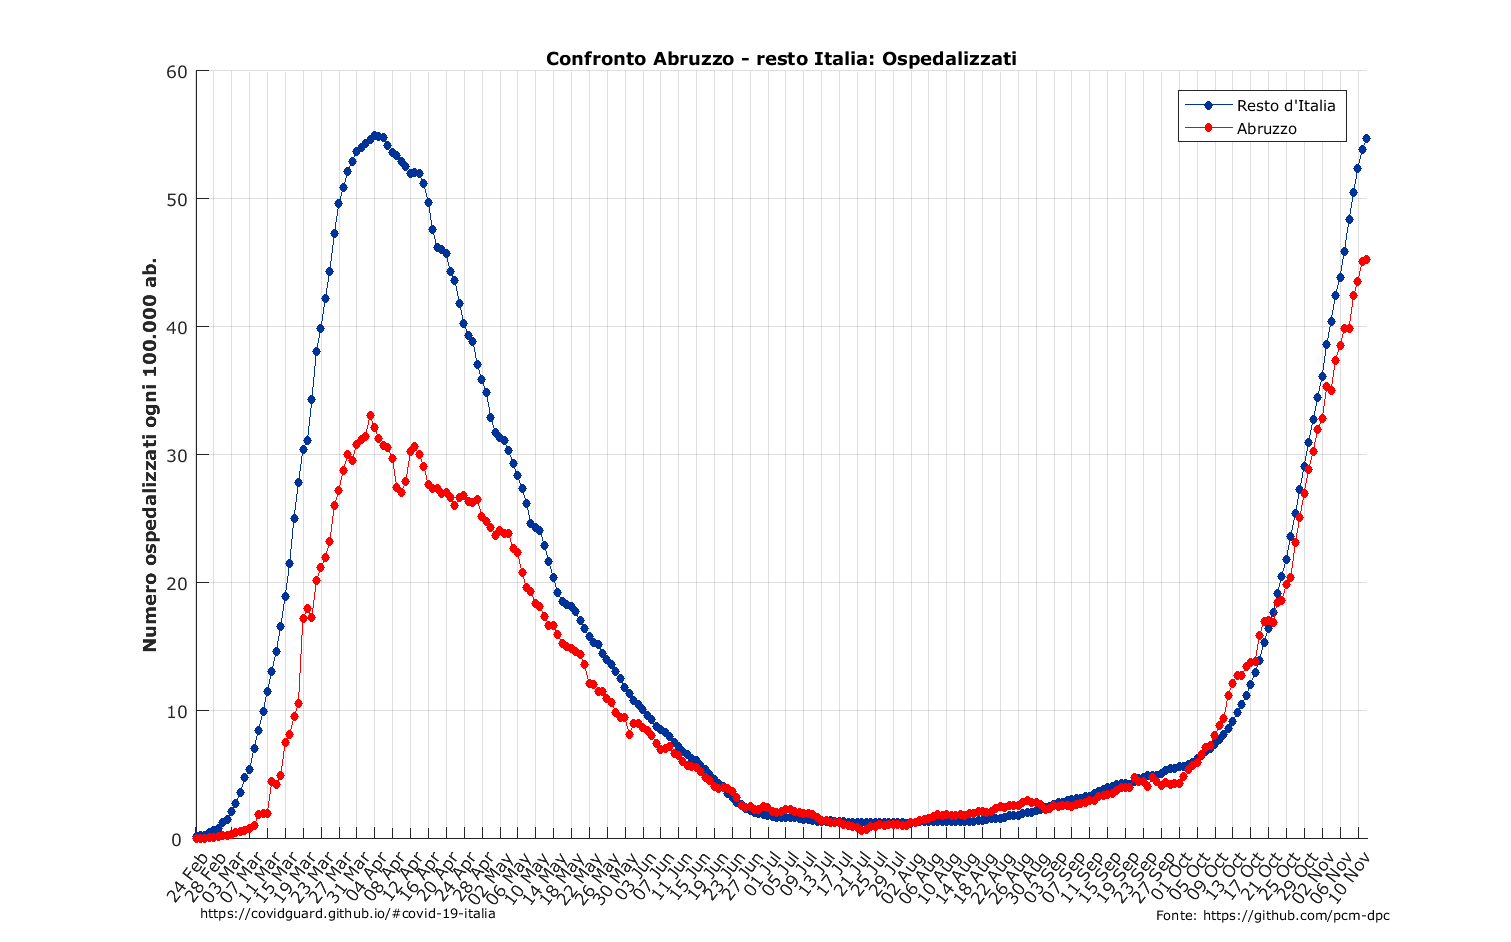 Confronto Abruzzo - resto Italia: Ospedalizzati
Resto d'Italia
Abruzzo
Numero ospedalizzati ogni 100.000 ab.
60
50
40
30
20
10
0
24 Feb
28 Feb
03 Mar
07 Mar
11 Mar
15 Mar
19 Mar
23 Mar
27 Mar
31 Mar
04 Apr
08 Apr
12 Apr
16 Apr
20 Apr
24 Apr
28 Apr
02 May
06 May
10 May
14 May
18 May
22 May
26 May
30 May
03 Jun
07 Jun
11 Jun
15 Jun
19 Jun
23 Jun
27 Jun
01 Jul
05 Jul
09 Jul
13 Jul
17 Jul
21 Jul
25 Jul
29 Jul
02 Aug
06 Aug
10 Aug
14 Aug
18 Aug
22 Aug
26 Aug
30 Aug
03 Sep
07 Sep
11 Sep
15 Sep
19 Sep
23 Sep
27 Sep
01 Oct
05 Oct
09 Oct
13 Oct
17 Oct
21 Oct
25 Oct
29 Oct
02 Nov
06 Nov
10 Nov
https://covidguard.github.io/#covid-19-italia
Fonte: https://github.com/pcm-dpc